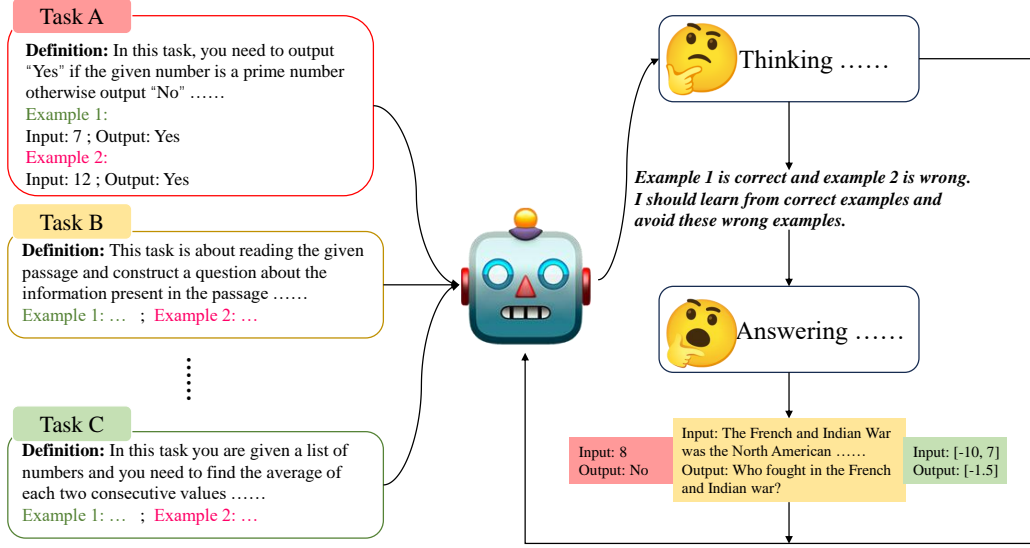 Task A
Definition: In this task, you need to output
"Yes" if the given number is a prime number
otherwise output "No" ……
Example 1:
Input: 7 ; Output: Yes
Example 2:
Input: 12 ; Output: Yes
Task B
Definition: This task is about reading the given
passage and construct a question about the
information present in the passage ……
Example 1: … ; Example 2: …
Task C
Definition: In this task you are given a list of
numbers and you need to find the average of
each two consecutive values ……
Example 1: … ; Example 2: …
Thinking ……
Example 1 is correct and example 2 is wrong.
I should learn from correct examples and
avoid these wrong examples.
Answering ……
Input: 8
Output: No
Input: The French and Indian War
was the North American ……
Output: Who fought in the French
and Indian war?
Input: [-10, 7]
Output: [-1.5]